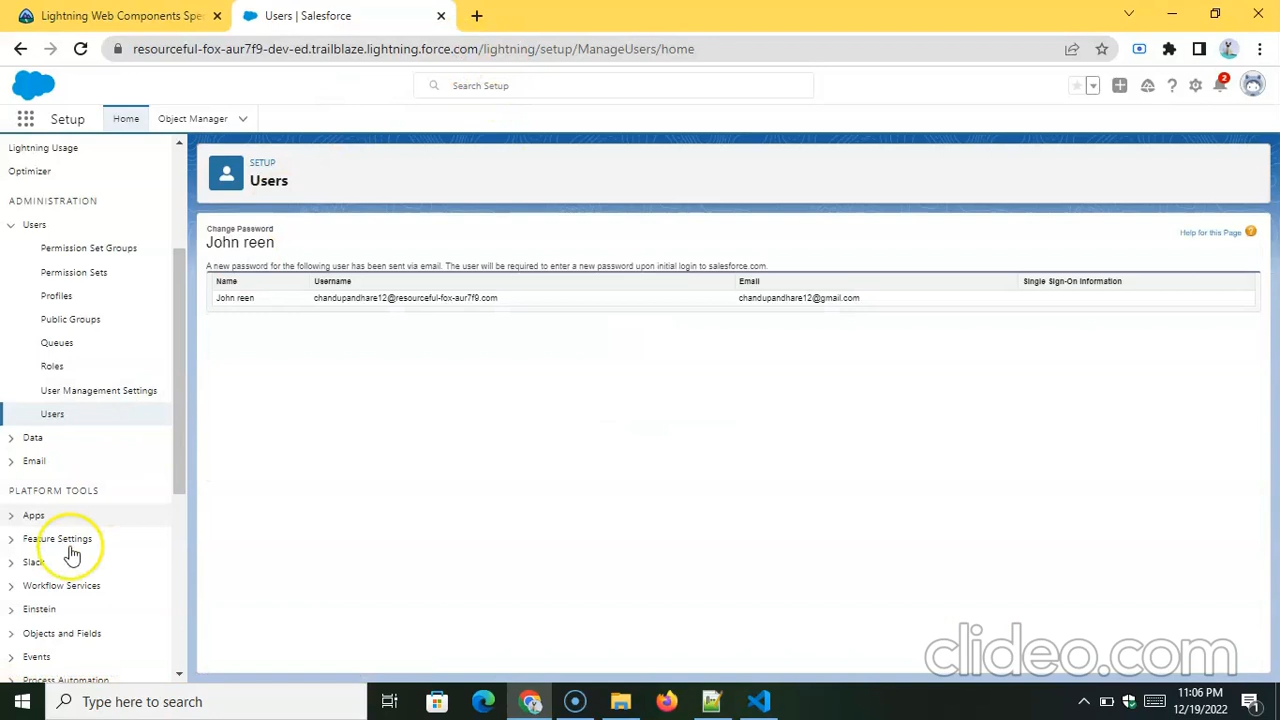 Lightning Web Components Spe
Users | Salesforce
resourceful-fox-aur7f9-dev-ed.trailblaze.lightning.force.com/lightning/setup/ManageUsers/home
Search Setup
2
Setup
Home
Object Manager
Lightning Usage
Optimizer
ADMINISTRATION
Users
Permission Set Groups
Permission Sets
Profiles
Public Groups
Queues
Roles
User Management Settings
Users
Data
Email
PLATFORM TOOLS
Apps
Feature Settings
Slack
Workflow Services
Einstein
Objects and Fields
Events
Process Automation
SETUP
Users
Change Password
John reen
Help for this Page
A new password for the following user has been sent via email. The user will be required to enter a new password upon initial login to salesforce.com.
Name Username Email Single Sign-On Information
John reen chandupandhare12@resourceful-fox-aur7f9.com chandupandhare12@gmail.com
clideo.com
Type here to search
11:06 PM
12/19/2022
1